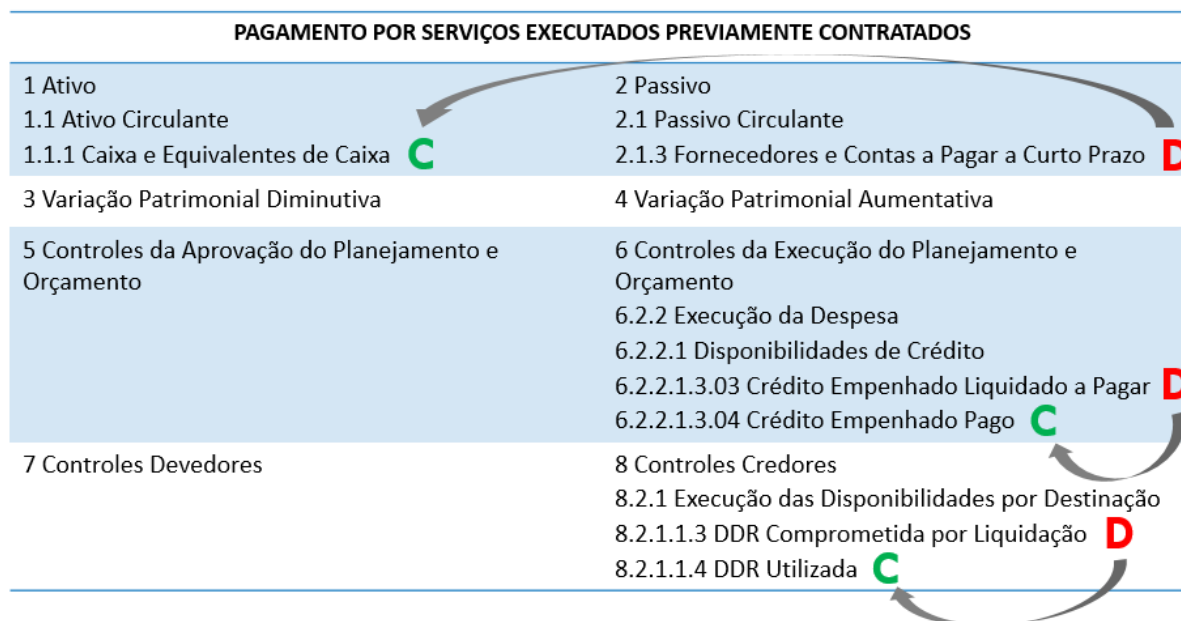 PAGAMENTO POR SERVIÇOS EXECUTADOS PREVIAMENTE CONTRATADOS
1 Ativo
1.1 Ativo Circulante
1.1.1 Caixa e Equivalentes de Caixa C
2 Passivo
2.1 Passivo Circulante
2.1.3 Fornecedores e Contas a Pagar a Curto Prazo D
3 Variação Patrimonial Diminutiva
4 Variação Patrimonial Aumentativa
5 Controles da Aprovação do Planejamento e
Orçamento
6 Controles da Execução do Planejamento e
Orçamento
6.2.2 Execução da Despesa
6.2.2.1 Disponibilidades de Crédito
6.2.2.1.3.03 Crédito Empenhado Liquidado a Pagar D
6.2.2.1.3.04 Crédito Empenhado Pago C
7 Controles Devedores
8 Controles Credores
8.2.1 Execução das Disponibilidades por Destinação
8.2.1.1.3 DDR Comprometida por Liquidação D
8.2.1.1.4 DDR Utilizada C